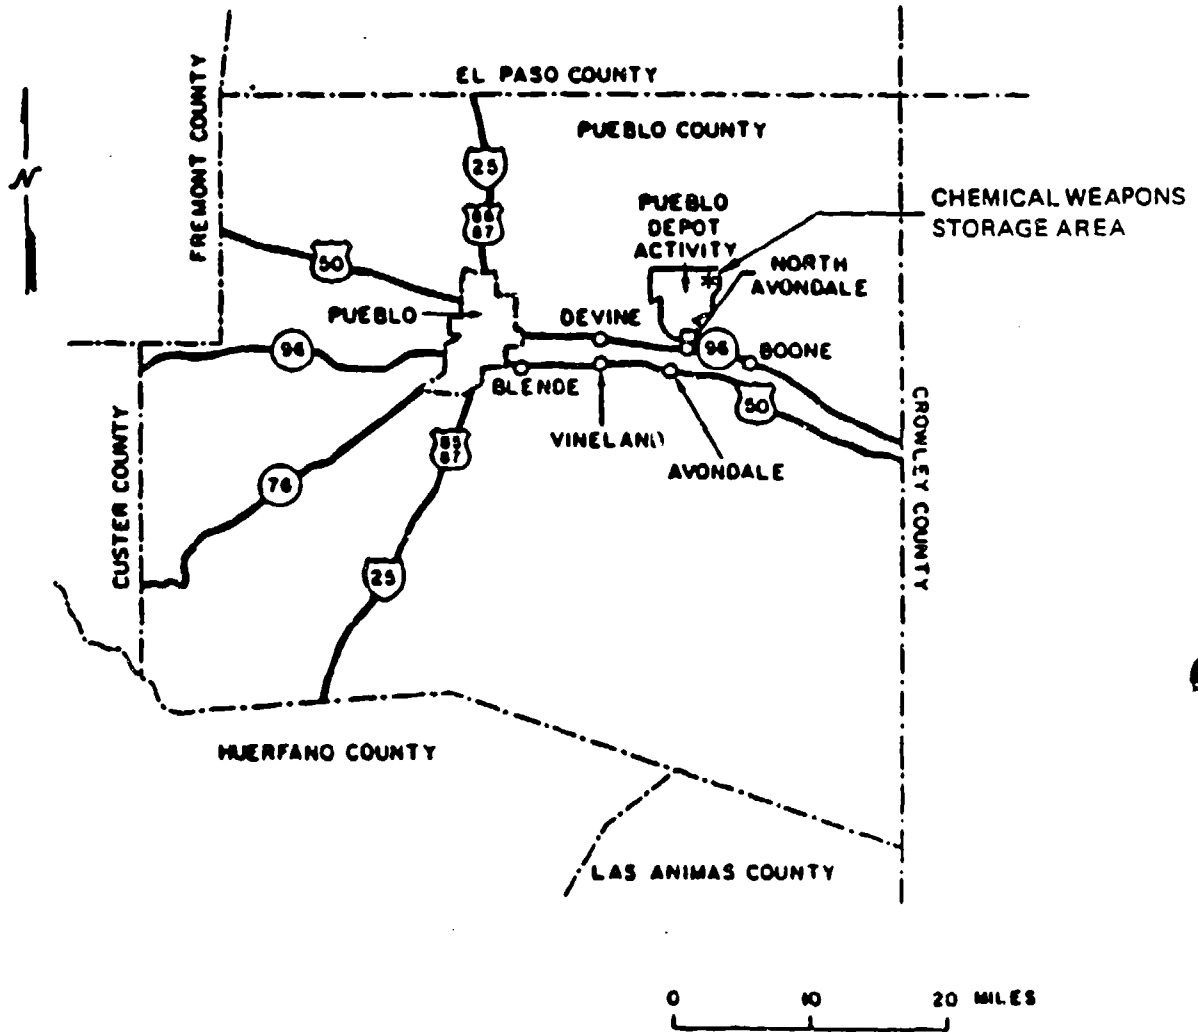 EL PASO COUNTY
FREMONT COUNTY
PUEBLO COUNTY
N
25
CHEMICAL WEAPONS
STORAGE AREA
PUEBLO
DEPOT
ACTIVITY
87
50
NORTH
AVONDALE
PUEBLO
DEVINE
96
96
BOONE
BLENDE
50
CROWLEY COUNTY
VINELAND
AVONDALE
85
87
CUSTER COUNTY
76
25
HUERFANO COUNTY
LAS ANIMAS COUNTY
0 10 20 MILES